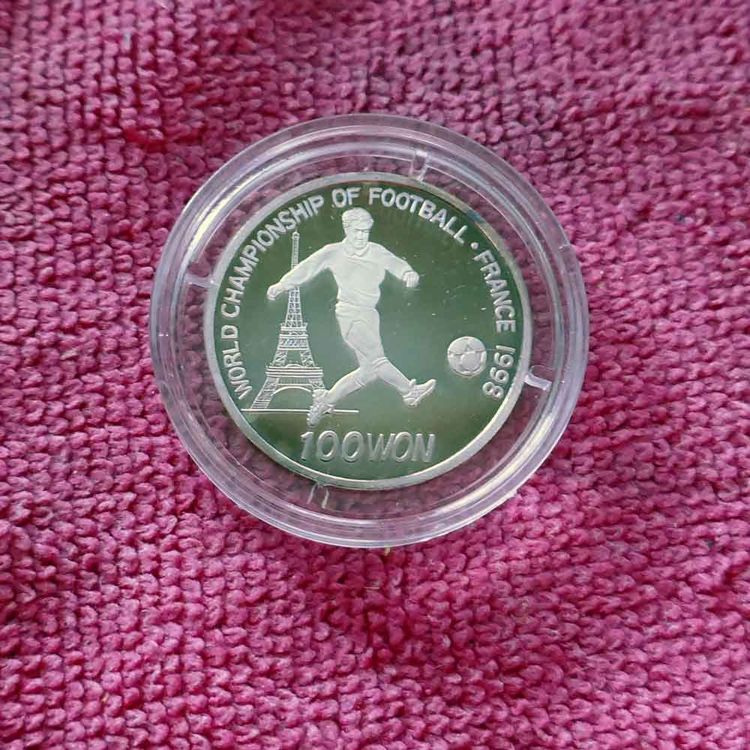 WORLD CHAMPIONSHIP OF FOOTBALL • FRANCE 1998
100 WON